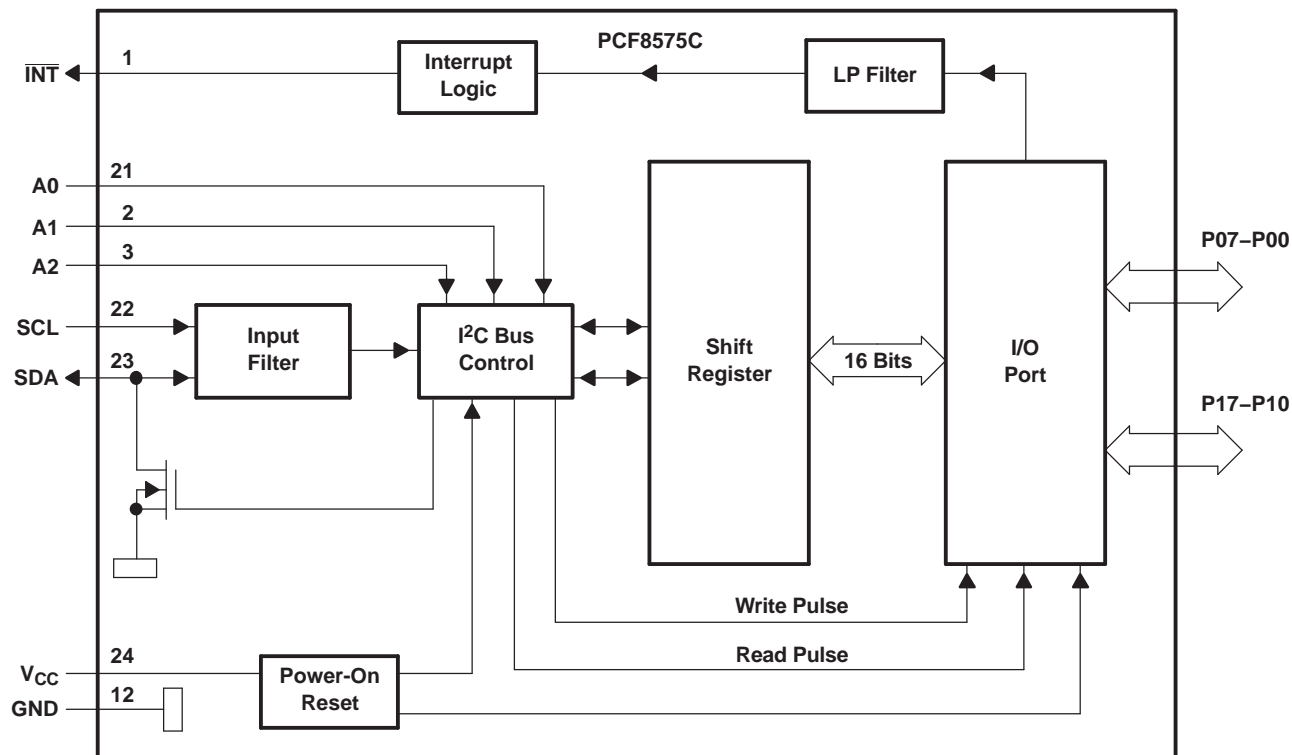 PCF8575C
INT
1
Interrupt
Logic
LP Filter
A0
21
A1
2
A2
3
SCL
22
SDA
23
Input
Filter
I²C Bus
Control
Shift
Register
16 Bits
I/O
Port
P07–P00
P17–P10
Write Pulse
Read Pulse
VCC
24
GND
12
Power-On
Reset